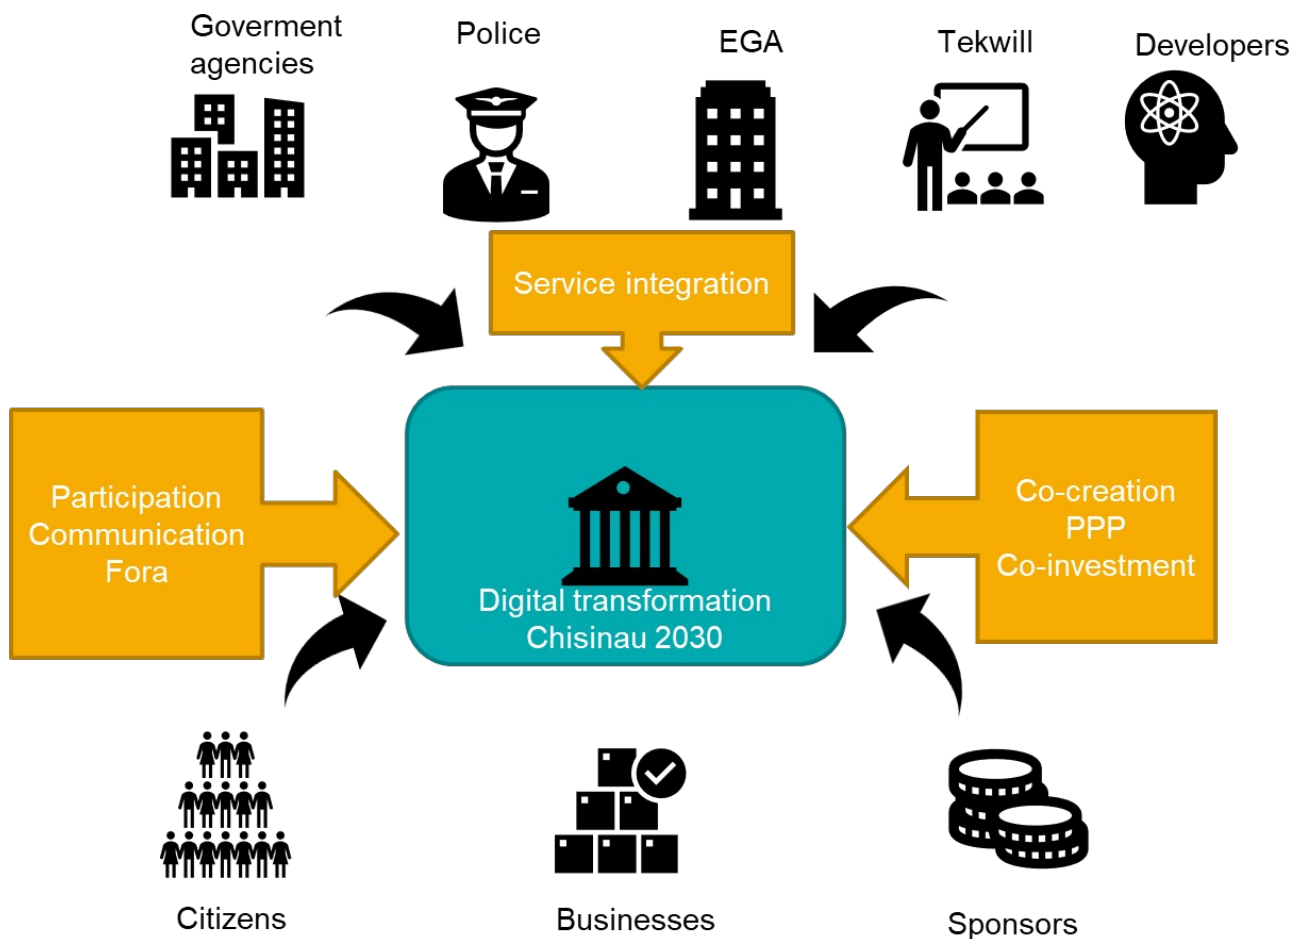 Goverment
agencies
Police
EGA
Tekwill
Developers
Service integration
Participation
Communication
Fora
Co-creation
PPP
Co-investment
Digital transformation
Chisinau 2030
Citizens
Businesses
Sponsors